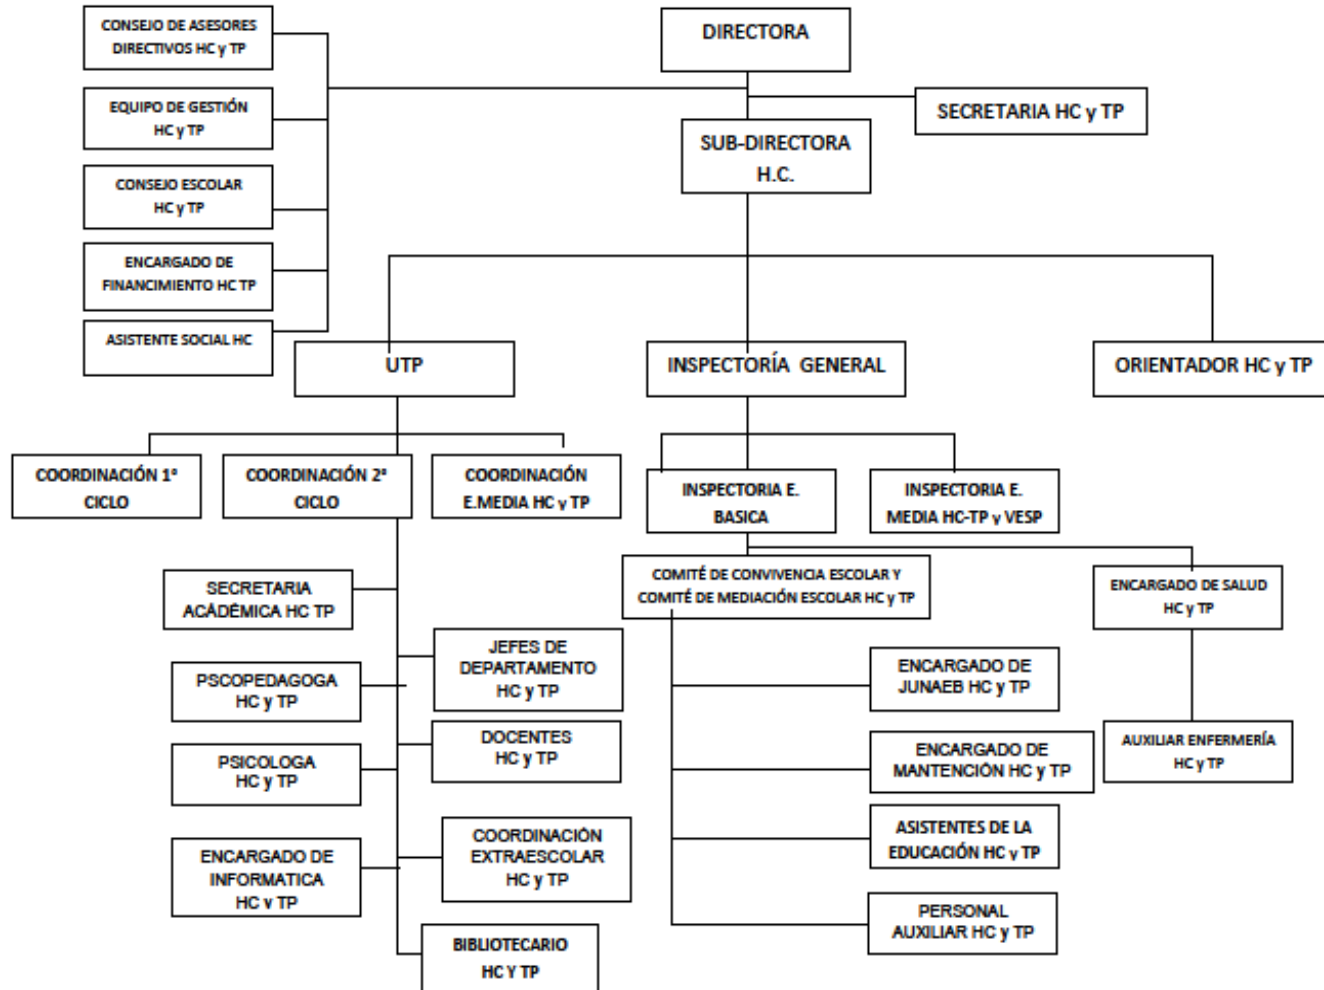 CONSEJO DE ASESORES
DIRECTIVOS HC y TP
DIRECTORA
EQUIPO DE GESTIÓN
HC y TP
SECRETARIA HC y TP
SUB-DIRECTORA
H.C.
CONSEJO ESCOLAR
HC y TP
ENCARGADO DE
FINANCIMIENTO HC TP
ASISTENTE SOCIAL HC
UTP
INSPECTORÍA GENERAL
ORIENTADOR HC y TP
COORDINACIÓN 1º
CICLO
COORDINACIÓN 2º
CICLO
COORDINACIÓN
E.MEDIA HC y TP
INSPECTORIA E.
BASICA
INSPECTORIA E.
MEDIA HC-TP y VESP
SECRETARIA
ACADÉMICA HC TP
COMITÉ DE CONVIVENCIA ESCOLAR Y
COMITÉ DE MEDIACIÓN ESCOLAR HC y TP
ENCARGADO DE SALUD
HC y TP
JEFES DE
DEPARTAMENTO
HC y TP
PSCOPEDAGOGA
HC y TP
ENCARGADO DE
JUNAEB HC y TP
DOCENTES
HC y TP
PSICOLOGA
HC y TP
ENCARGADO DE
MANTENCIÓN HC y TP
AUXILIAR ENFERMERÍA
HC y TP
COORDINACIÓN
EXTRAESCOLAR
HC y TP
ENCARGADO DE
INFORMATICA
HC y TP
ASISTENTES DE LA
EDUCACIÓN HC y TP
BIBLIOTECARIO
HC Y TP
PERSONAL
AUXILIAR HC y TP